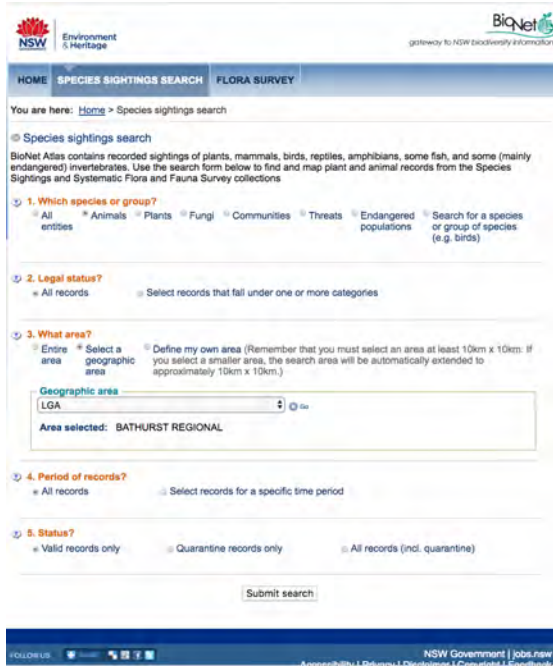 NSW
Environment
& Heritage
BioNet
gateway to NSW biodiversity information
HOME SPECIES SIGHTINGS SEARCH FLORA SURVEY
You are here: Home > Species sightings search
Species sightings search
BioNet Atlas contains recorded sightings of plants, mammals, birds, reptiles, amphibians, some fish, and some (mainly
endangered) invertebrates. Use the search form below to find and map plant and animal records from the Species
Sightings and Systematic Flora and Fauna Survey collections
1. Which species or group?
All entities Animals Plants Fungi Communities Threats Endangered populations Search for a species or group of species (e.g. birds)
2. Legal status?
All records Select records that fall under one or more categories
3. What area?
Entire area Select a geographic area Define my own area (Remember that you must select an area at least 10km x 10km. If
you select a smaller area, the search area will be automatically extended to
approximately 10km x 10km.)
Geographic area
LGA Go
Area selected: BATHURST REGIONAL
4. Period of records?
All records Select records for a specific time period
5. Status?
Valid records only Quarantine records only All records (incl. quarantine)
Submit search
FOLLOW US
NSW Government | jobs.nsw
Accessibility | Privacy | Disclaimer | Copyright | Feedback